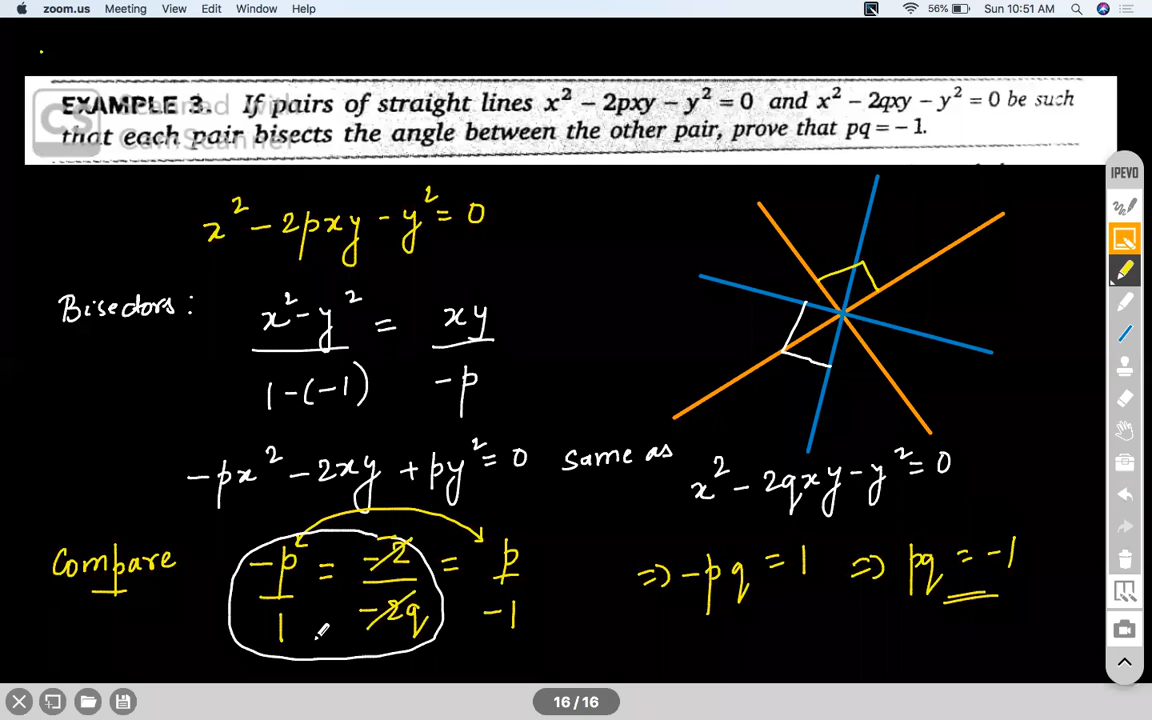 zoom.us Meeting View Edit Window Help 56% Sun 10:51 AM
EXAMPLE 3. If pairs of straight lines x² − 2pxy − y² = 0 and x² − 2qxy − y² = 0 be such
that each pair bisects the angle between the other pair, prove that pq = − 1.
CS Scanned with
CamScanner
IPEVO
x² − 2pxy − y² = 0
Bisectors : (x² − y²)/(1 − (−1)) = xy/−p
−px² − 2xy + py² = 0 same as x² − 2qxy − y² = 0
Compare −p/1 = −2/−2q = p/−1 ⇒ −pq = 1 ⇒ pq = −1
16 / 16